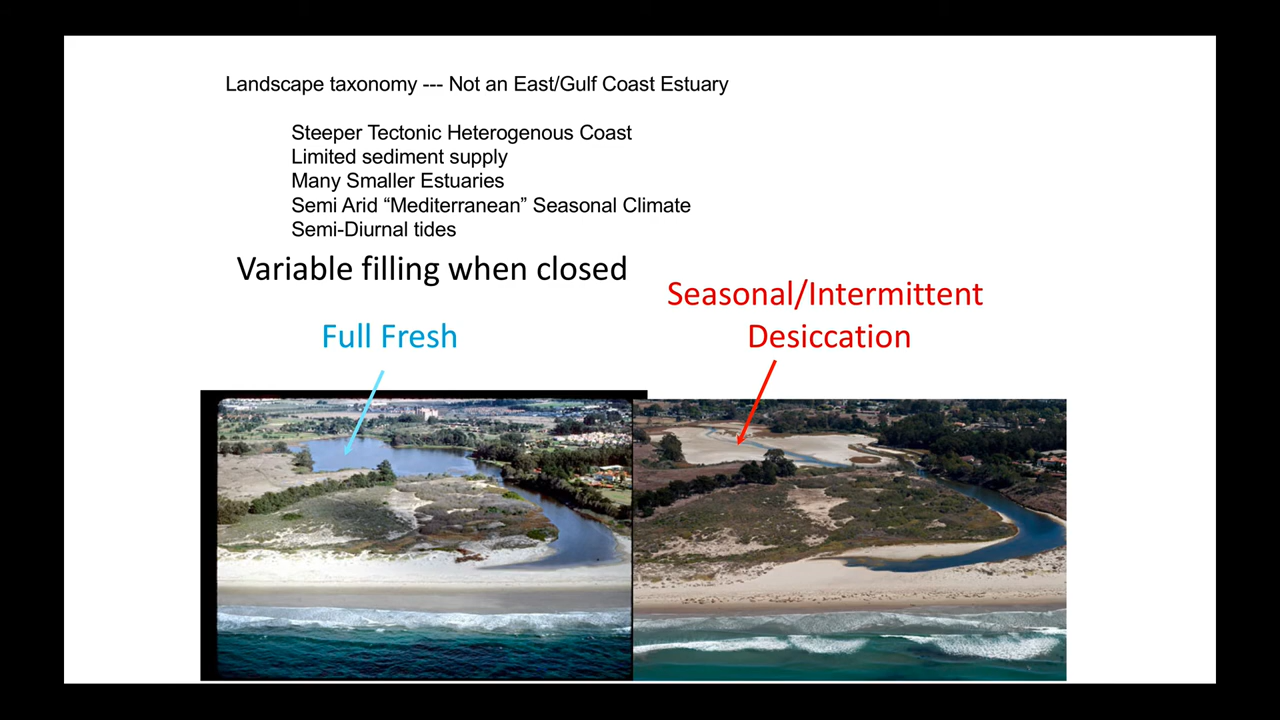 Landscape taxonomy --- Not an East/Gulf Coast Estuary
Steeper Tectonic Heterogenous Coast
Limited sediment supply
Many Smaller Estuaries
Semi Arid “Mediterranean” Seasonal Climate
Semi-Diurnal tides
Variable filling when closed
Seasonal/Intermittent
Desiccation
Full Fresh